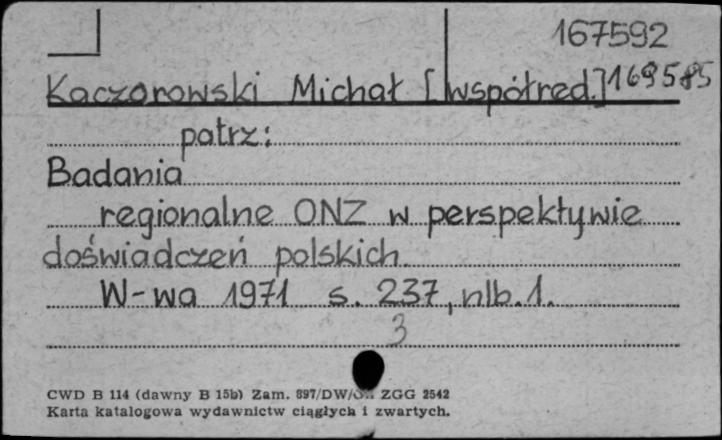 167592
Kaczorowski Michał [współred.] 169585
patrz:
Badania
regionalne ONZ w perspektywie
doświadczeń polskich
W-wa 1971 s. 237, nlb. 1.
3
CWD B 114 (dawny B 15b) Zam. 897/DW/ ZGG 2542
Karta katalogowa wydawnictw ciągłych i zwartych.